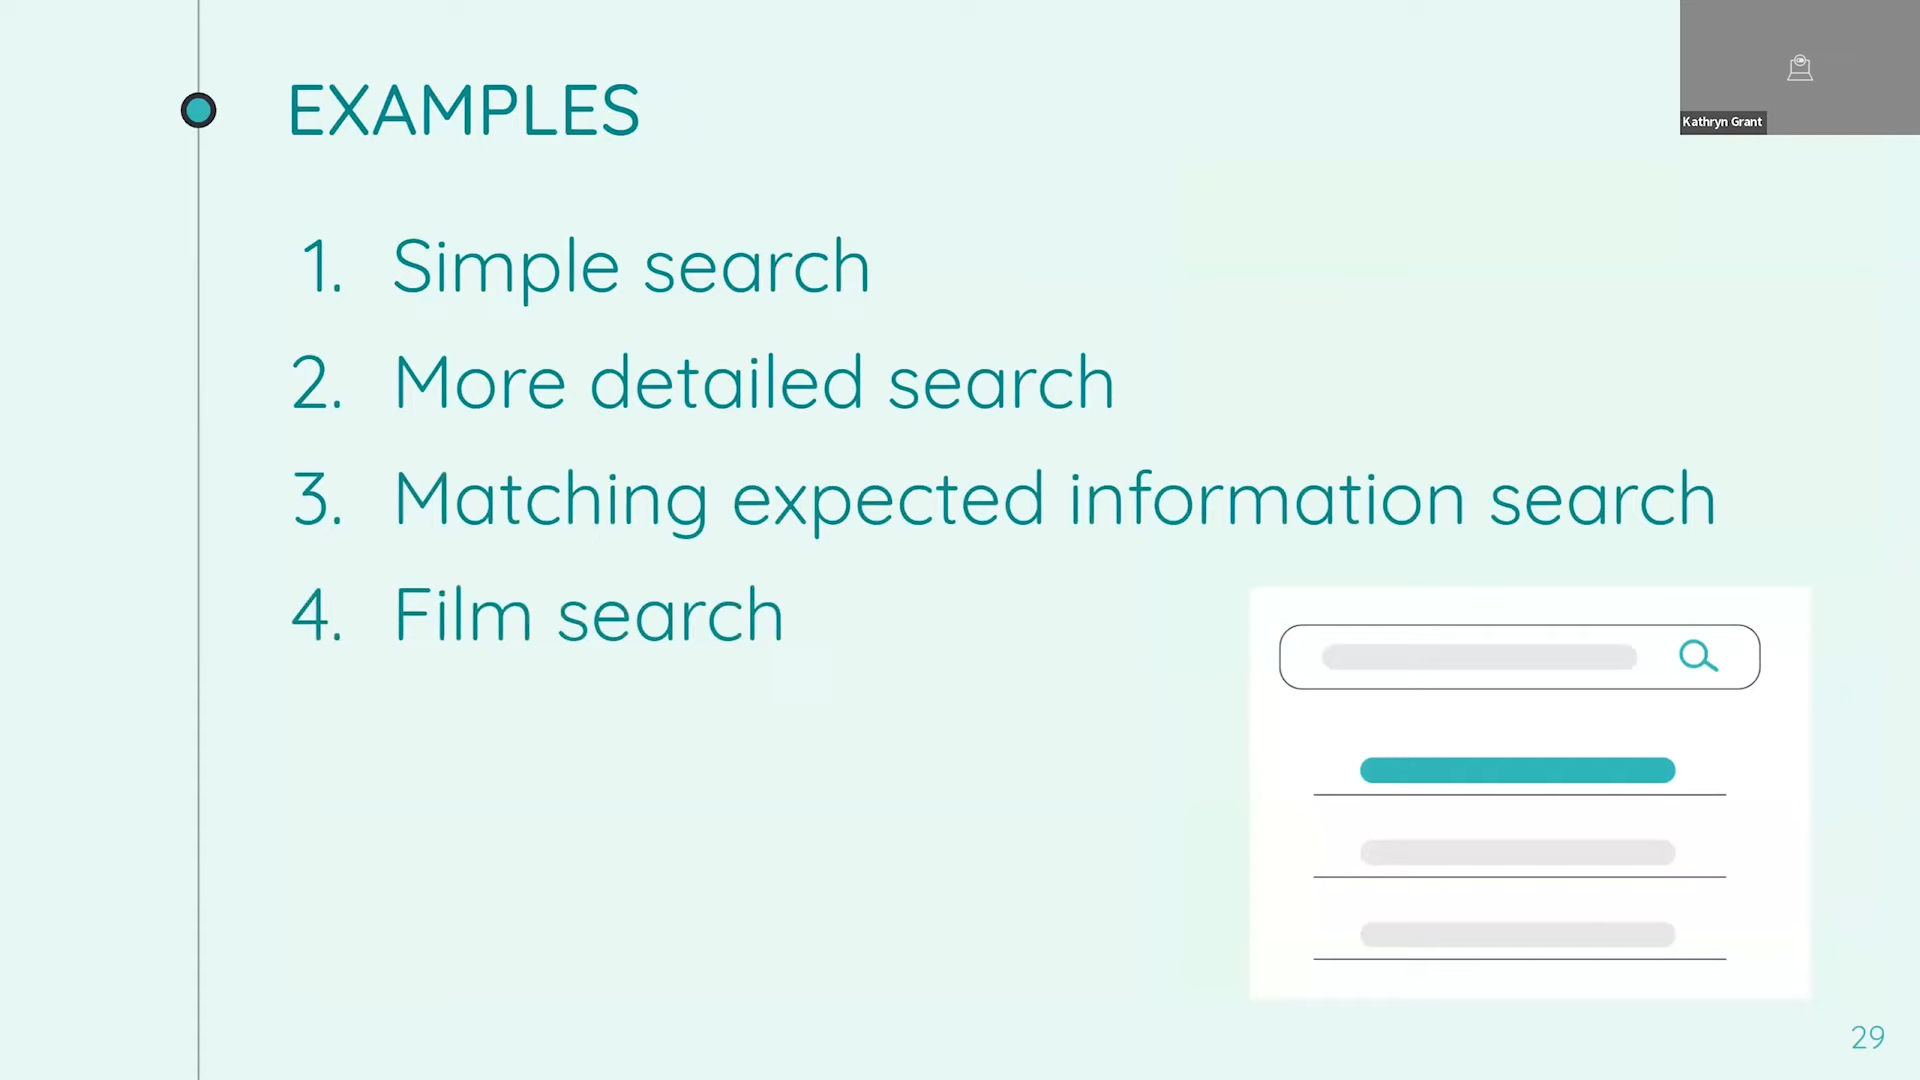 EXAMPLES
Kathryn Grant
1. Simple search
2. More detailed search
3. Matching expected information search
4. Film search
29